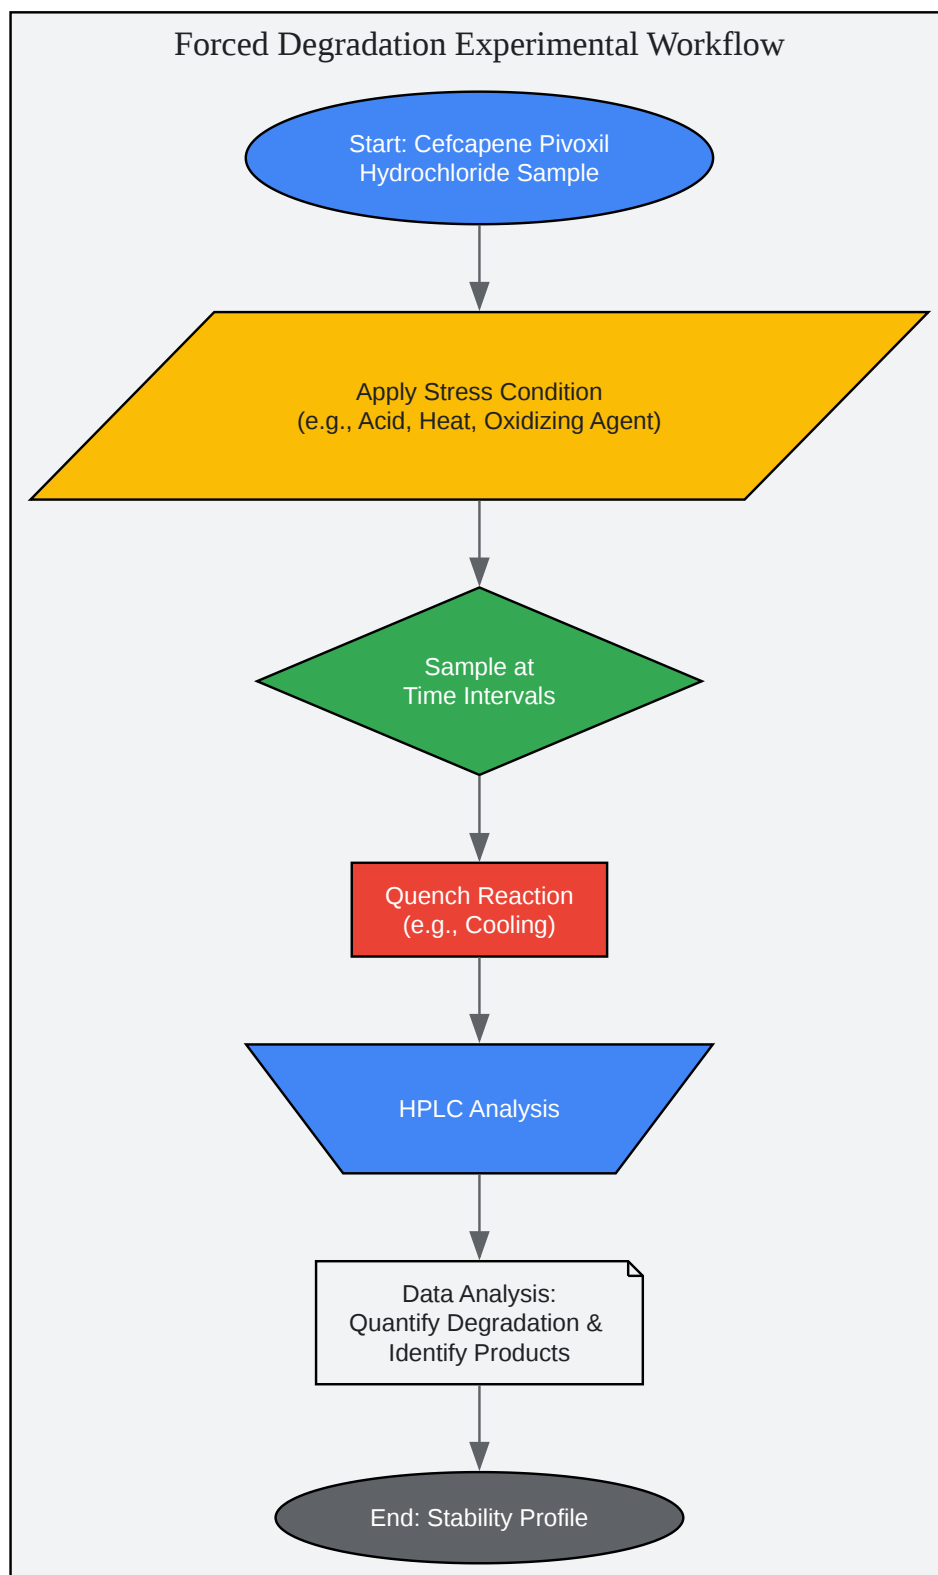 Forced Degradation Experimental Workflow
Start: Cefcapene Pivoxil
Hydrochloride Sample
Apply Stress Condition
(e.g., Acid, Heat, Oxidizing Agent)
Sample at
Time Intervals
Quench Reaction
(e.g., Cooling)
HPLC Analysis
Data Analysis:
Quantify Degradation &
Identify Products
End: Stability Profile